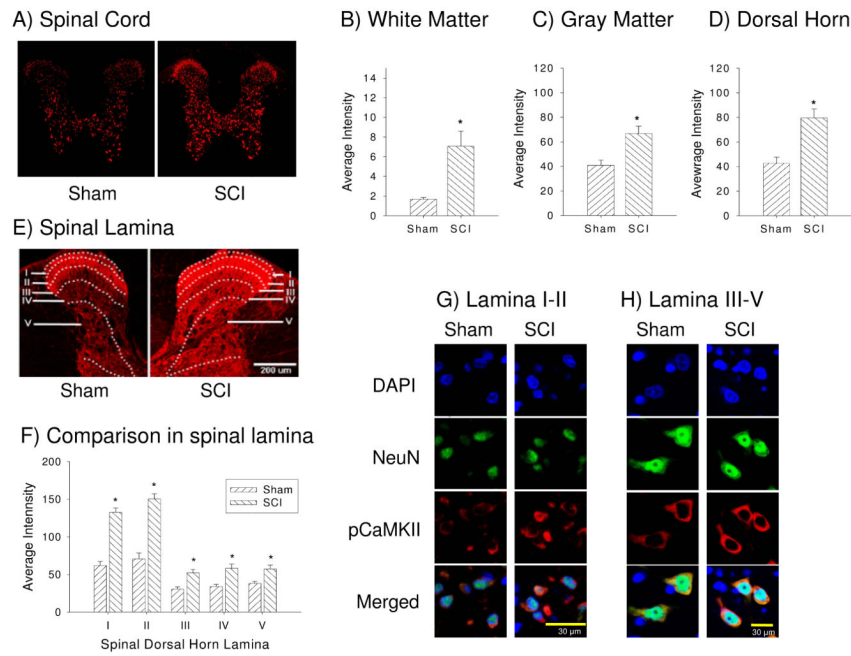 A) Spinal Cord
Sham SCI
B) White Matter
Average Intensity
14
12
10
8
6
4
2
0
*
Sham SCI
C) Gray Matter
Average Intensity
120
100
80
60
40
20
0
*
Sham SCI
D) Dorsal Horn
Avewrage Intensity
120
100
80
60
40
20
0
*
Sham SCI
E) Spinal Lamina
I
II
III
IV
V
I
II
III
IV
V
200 um
Sham SCI
F) Comparison in spinal lamina
Average Intennsity
200
150
100
50
0
Sham
SCI
* * * * *
I II III IV V
Spinal Dorsal Horn Lamina
G) Lamina I-II
Sham SCI
H) Lamina III-V
Sham SCI
DAPI
NeuN
pCaMKII
Merged
30 µm
30 µm